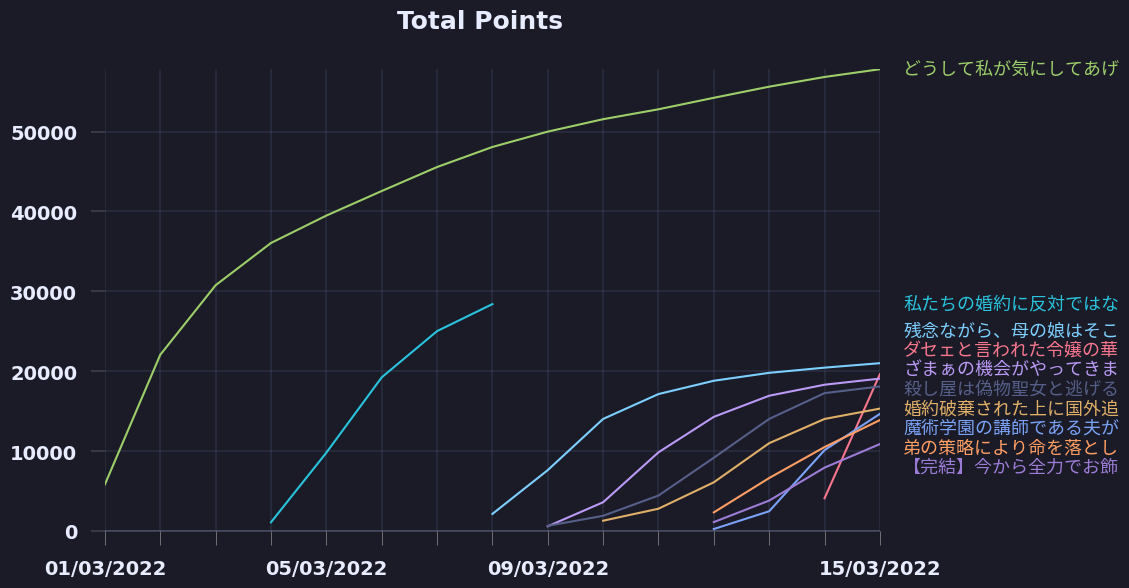 Total Points
どうして私が気にしてあげ
50000
40000
30000
私たちの婚約に反対ではな
残念ながら、母の娘はそこ
ダセェと言われた令嬢の華
20000
ざまぁの機会がやってきま
殺し屋は偽物聖女と逃げる
婚約破棄された上に国外追
魔術学園の講師である夫が
10000
弟の策略により命を落とし
【完結】今から全力でお飾
0
01/03/2022
05/03/2022
09/03/2022
15/03/2022